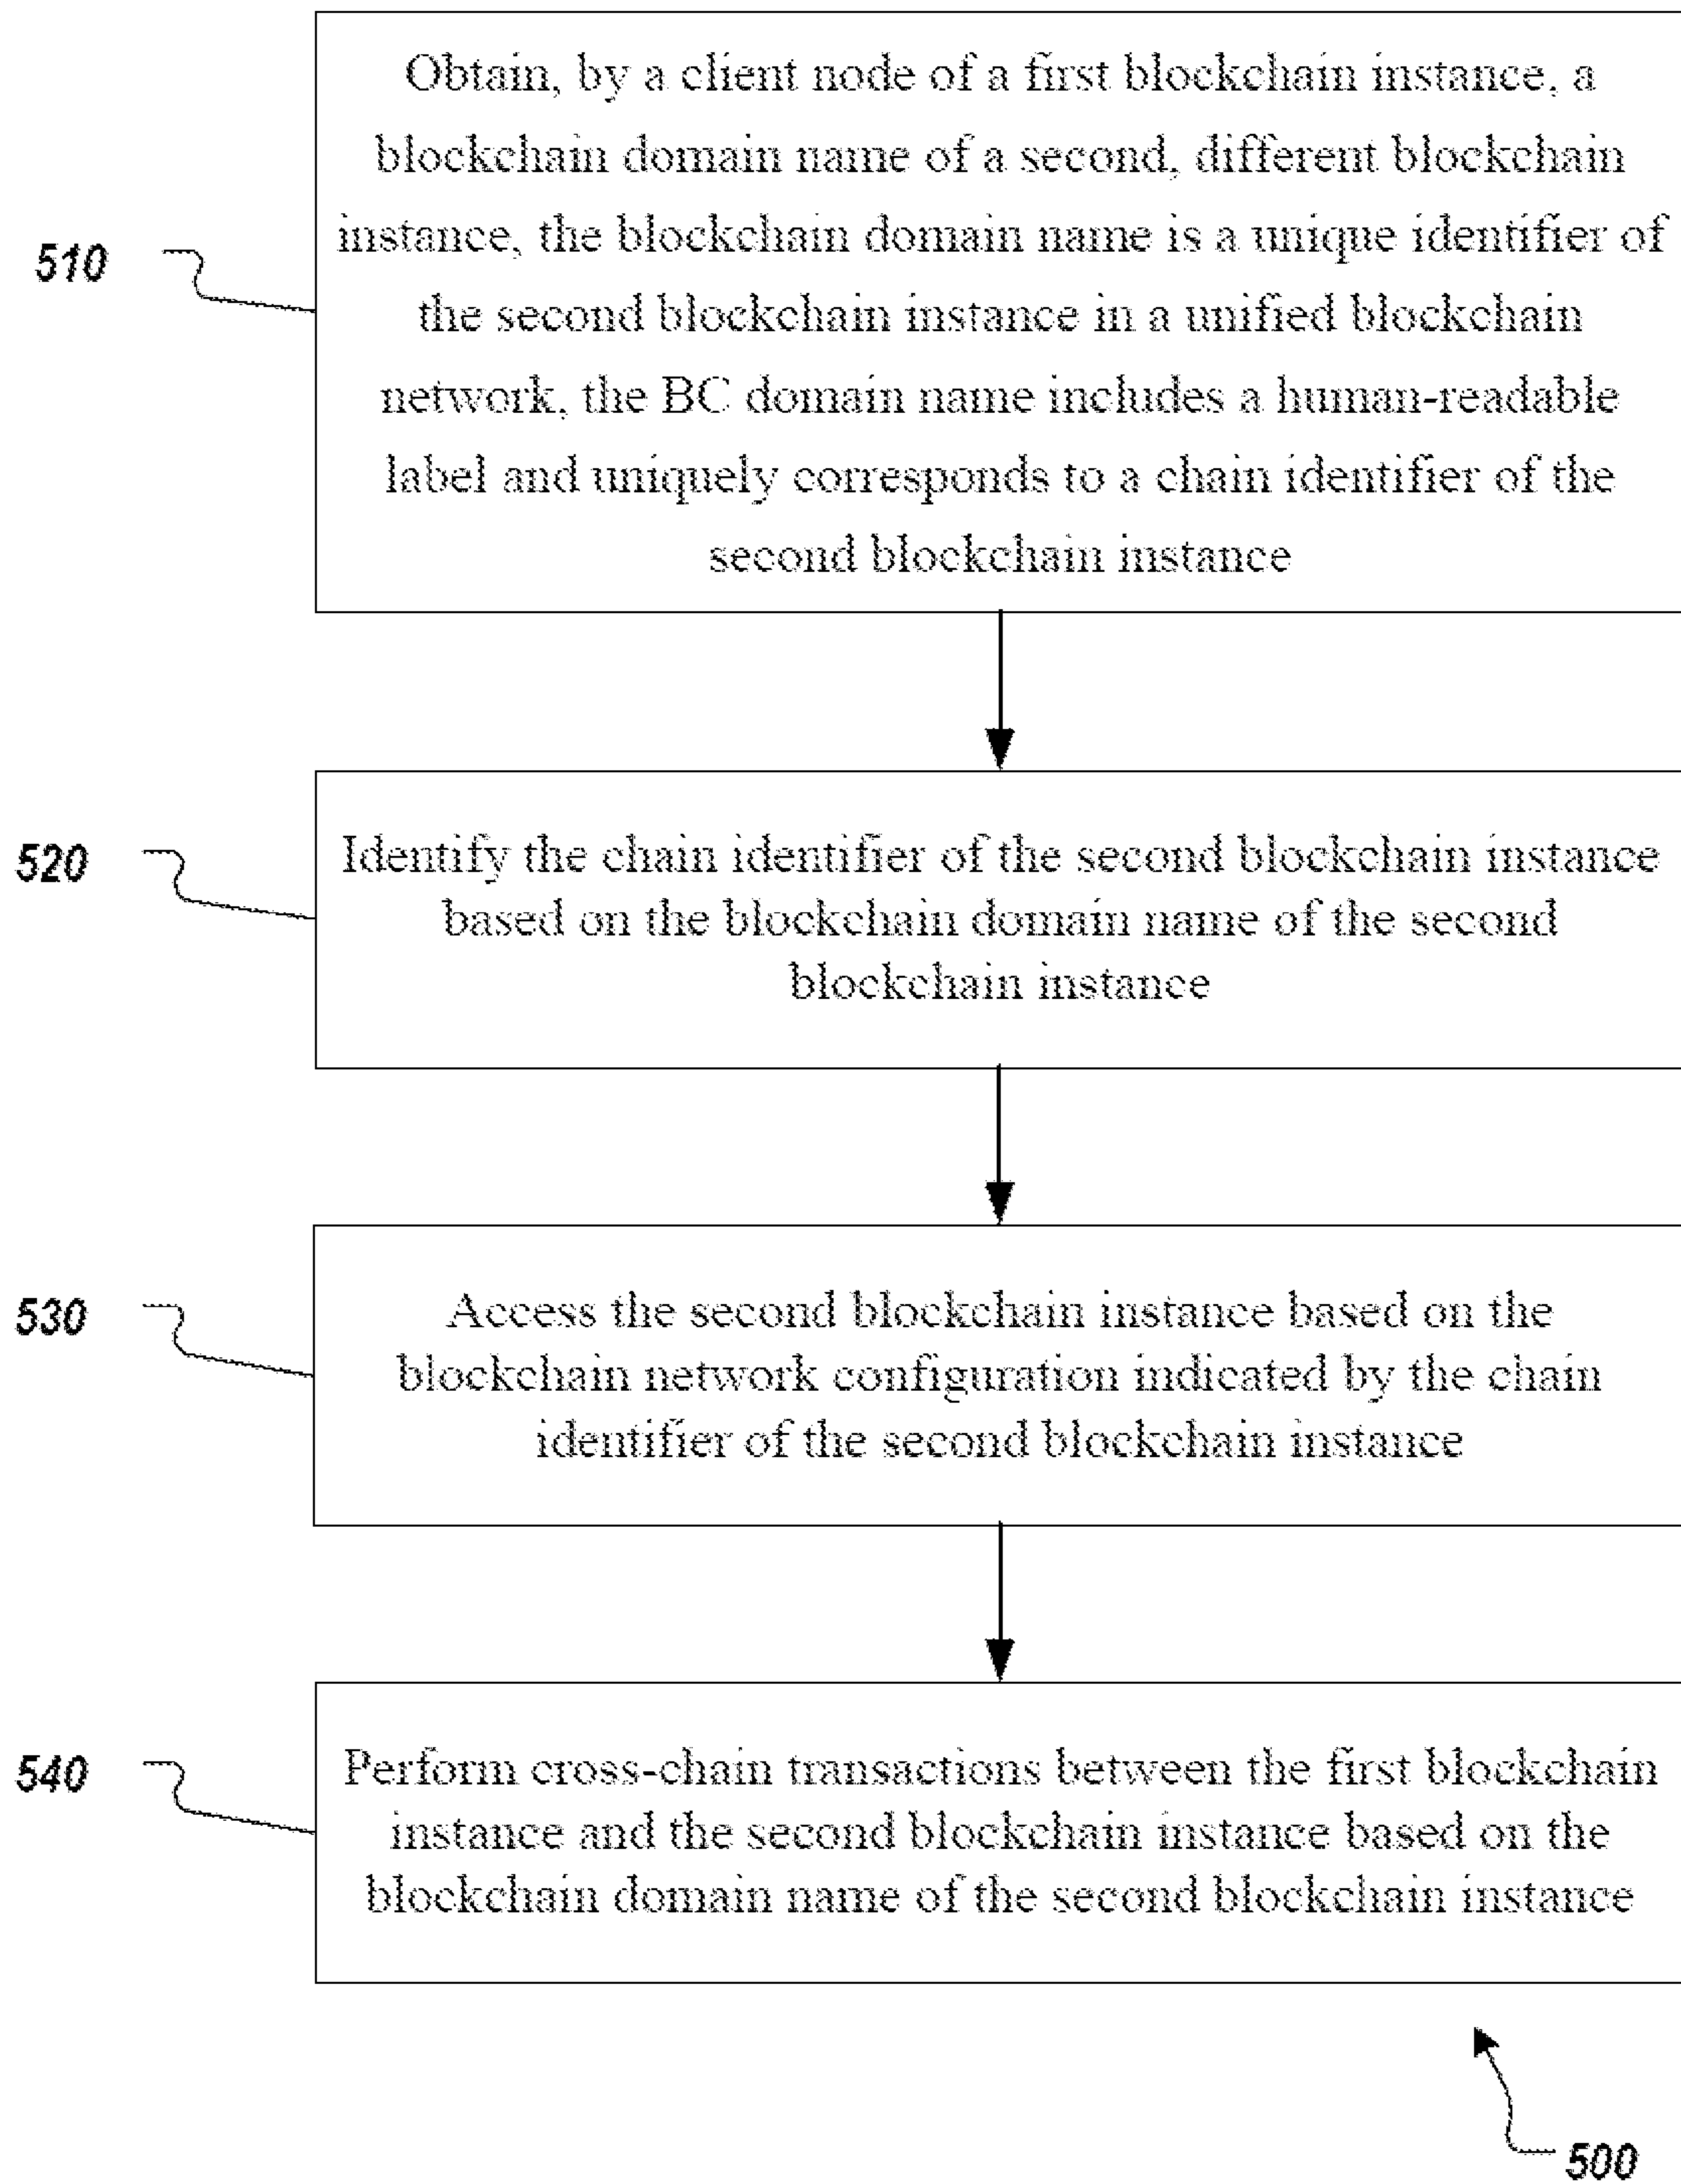 510
Obtain, by a client node of a first blockchain instance, a
blockchain domain name of a second, different blockchain
instance, the blockchain domain name is a unique identifier of
the second blockchain instance in a unified blockchain
network, the BC domain name includes a human-readable
label and uniquely corresponds to a chain identifier of the
second blockchain instance
520
Identify the chain identifier of the second blockchain instance
based on the blockchain domain name of the second
blockchain instance
530
Access the second blockchain instance based on the
blockchain network configuration indicated by the chain
identifier of the second blockchain instance
540
Perform cross-chain transactions between the first blockchain
instance and the second blockchain instance based on the
blockchain domain name of the second blockchain instance
500